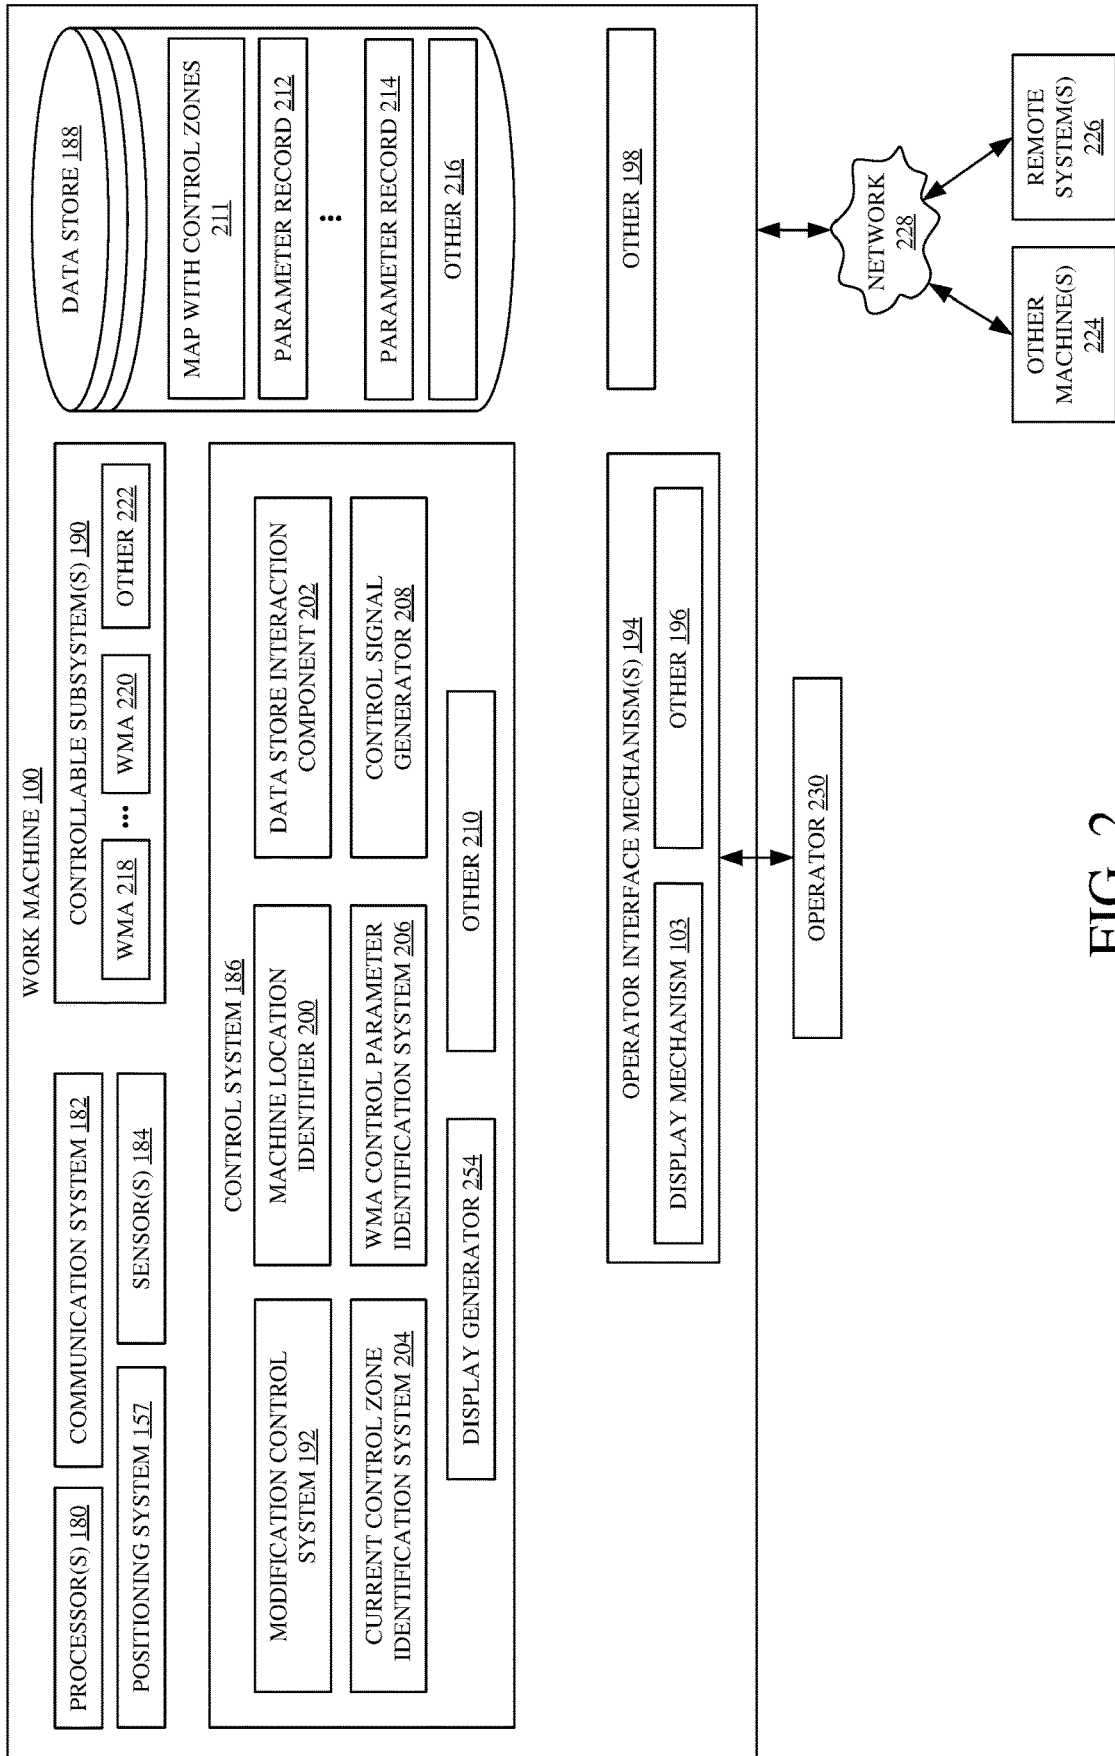 WORK MACHINE 100
PROCESSOR(S) 180
COMMUNICATION SYSTEM 182
POSITIONING SYSTEM 157
SENSOR(S) 184
CONTROLLABLE SUBSYSTEM(S) 190
WMA 218
...
WMA 220
OTHER 222
DATA STORE 188
MAP WITH CONTROL ZONES
211
PARAMETER RECORD 212
...
PARAMETER RECORD 214
OTHER 216
CONTROL SYSTEM 186
MODIFICATION CONTROL
SYSTEM 192
MACHINE LOCATION
IDENTIFIER 200
DATA STORE INTERACTION
COMPONENT 202
CURRENT CONTROL ZONE
IDENTIFICATION SYSTEM 204
WMA CONTROL PARAMETER
IDENTIFICATION SYSTEM 206
CONTROL SIGNAL
GENERATOR 208
DISPLAY GENERATOR 254
OTHER 210
OPERATOR INTERFACE MECHANISM(S) 194
DISPLAY MECHANISM 103
OTHER 196
OTHER 198
OPERATOR 230
NETWORK
228
OTHER
MACHINE(S)
224
REMOTE
SYSTEM(S)
226
FIG. 2